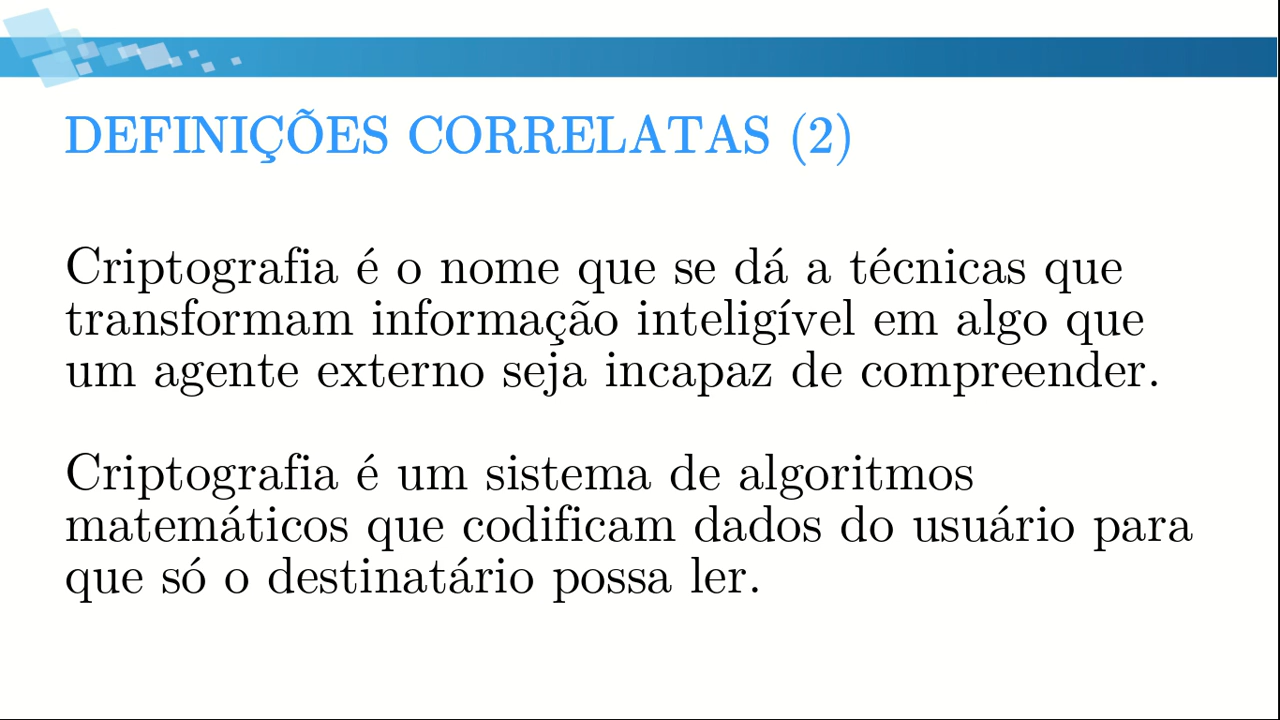 DEFINIÇÕES CORRELATAS (2)
Criptografia é o nome que se dá a técnicas que
transformam informação inteligível em algo que
um agente externo seja incapaz de compreender.
Criptografia é um sistema de algoritmos
matemáticos que codificam dados do usuário para
que só o destinatário possa ler.